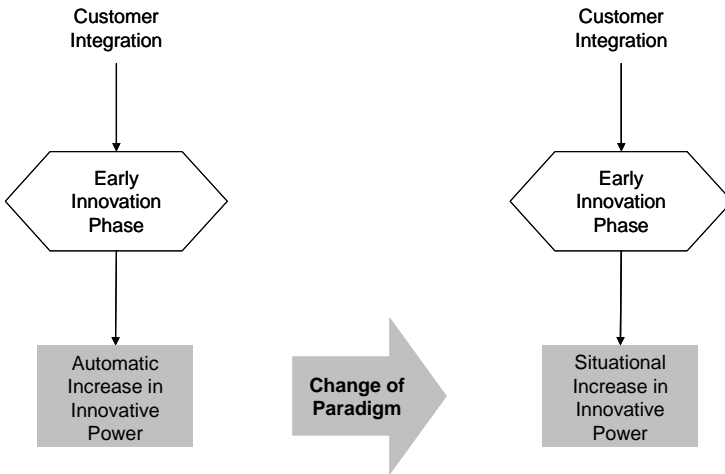 Customer
Integration
Early
Innovation
Phase
Automatic
Increase in
Innovative
Power
Change of
Paradigm
Customer
Integration
Early
Innovation
Phase
Situational
Increase in
Innovative
Power